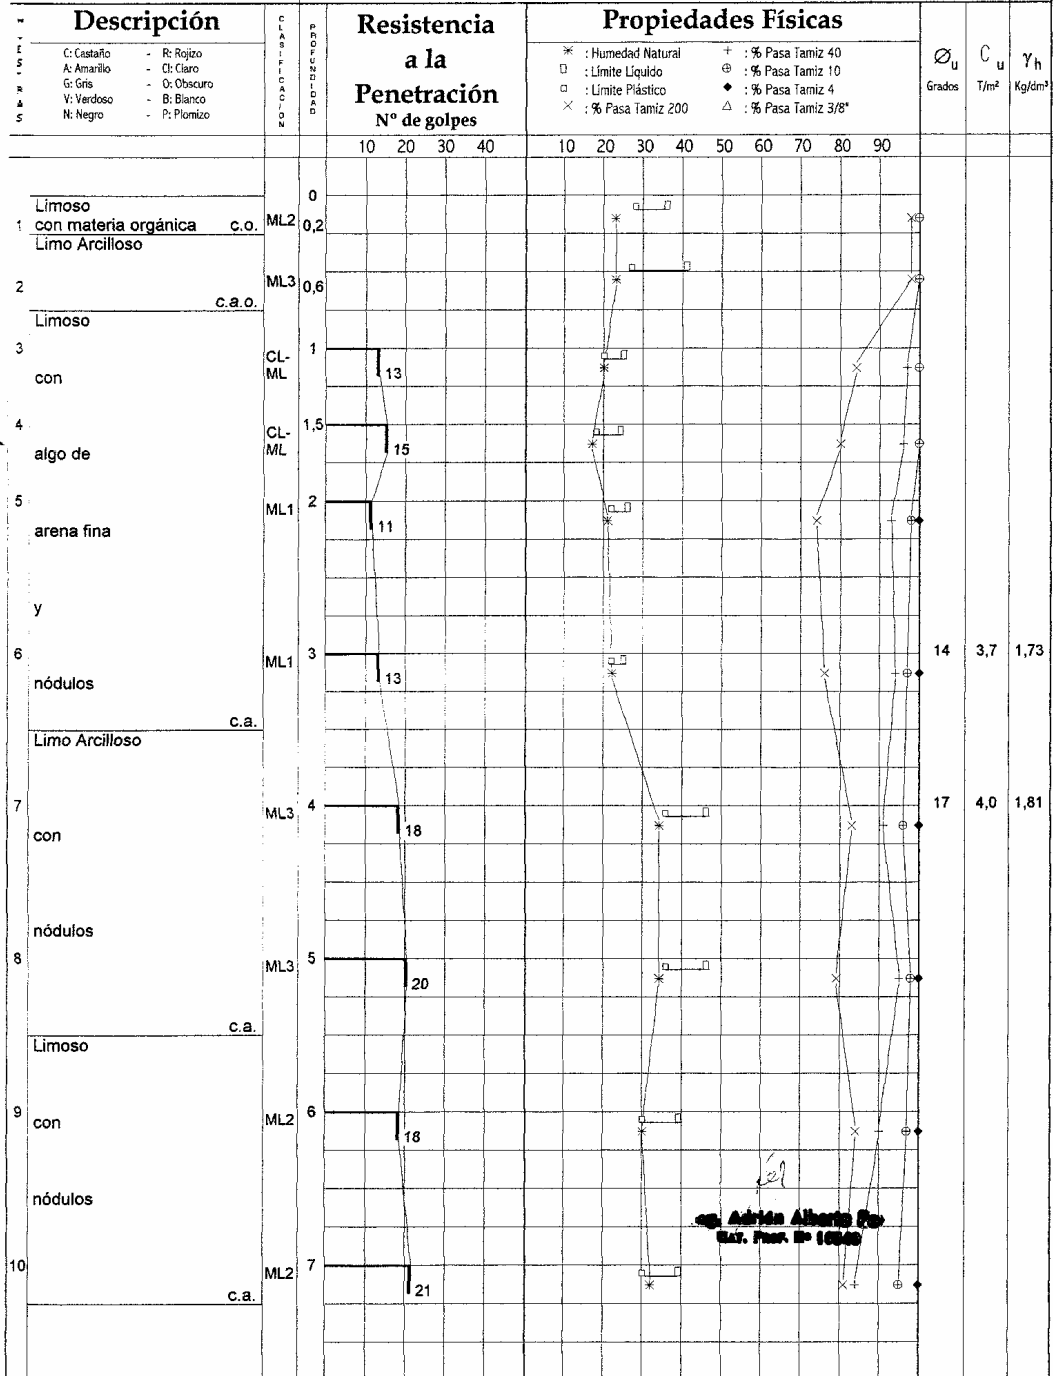 MUESTRAS
Descripción
C: Castaño - R: Rojizo
A: Amarillo - Cl: Claro
G: Gris - O: Obscuro
V: Verdoso - B: Blanco
N: Negro - P: Plomizo
CLASIFICACION
PROFUNDIDAD
Resistencia
a la
Penetración
N° de golpes
Propiedades Físicas
: Humedad Natural
: Límite Líquido
: Límite Plástico
: % Pasa Tamiz 200
: % Pasa Tamiz 40
: % Pasa Tamiz 10
: % Pasa Tamiz 4
: % Pasa Tamiz 3/8"
Øu Cu γh
Grados T/m² Kg/dm³
10 20 30 40 10 20 30 40 50 60 70 80 90
0
Limoso
1 con materia orgánica c.o. ML2 0,2
Limo Arcilloso
2 ML3 0,6
c.a.o.
Limoso
3 CL-ML 1 13
con
4 CL-ML 1,5 15
algo de
5 ML1 2 11
arena fina
y
6 ML1 3 13 14 3,7 1,73
nódulos
c.a.
Limo Arcilloso
7 ML3 4 18 17 4,0 1,81
con
nódulos
8 ML3 5 20
c.a.
Limoso
9 ML2 6 18
con
nódulos
Adrián Alberto
Mat. Prof. Nº
10 ML2 7 21
c.a.